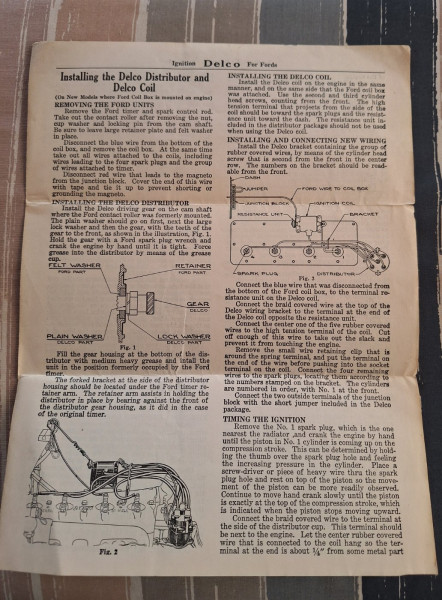 Ignition Delco For Fords
Installing the Delco Distributor and
Delco Coil
(On New Models where Ford Coil Box is mounted on engine)
REMOVING THE FORD UNITS
Remove the Ford timer and spark control rod.
Take out the contact roller after removing the nut,
cup washer and locking pin from the cam shaft.
Be sure to leave large retainer plate and felt washer
in place.
Disconnect the blue wire from the bottom of the
coil box, and remove the coil box. At the same time
take out all wires attached to the coils, including
wires leading to the four spark plugs and the group
of wires attached to timer.
Disconnect red wire that leads to the magneto
from the junction block. Cover the end of this wire
with tape and tie it up to prevent shorting or
grounding the magneto.
INSTALLING THE DELCO DISTRIBUTOR
Install the Delco driving gear on the cam shaft
where the Ford contact roller was formerly mounted.
The plain washer should go on first, next the large
lock washer and then the gear, with the teeth of the
gear to the front, as shown in the illustration, Fig. 1.
Hold the gear with a Ford spark plug wrench and
crank the engine by hand until it is tight. Force
grease into the distributor by means of the grease
cup.
FELT WASHER
FORD PART
RETAINER
FORD PART
GEAR
DELCO
PLAIN WASHER
DELCO PART
LOCK WASHER
DELCO PART
Fig. 1
Fill the gear housing at the bottom of the dis-
tributor with medium heavy grease and install the
unit in the position formerly occupied by the Ford
timer.
The forked bracket at the side of the distributor
housing should be located under the Ford timer re-
tainer arm. The retainer arm assists in holding the
distributor in place by bearing against the front of
the distributor gear housing, as it did in the case
of the original timer.
Fig. 2
INSTALLING THE DELCO COIL
Install the Delco coil on the engine in the same
manner, and on the same side that the Ford coil box
was attached. Use the second and third cylinder
head screws, counting from the front. The high
tension terminal that projects from the side of the
coil should be toward the spark plugs and the resist-
ance unit toward the dash. The resistance unit in-
cluded in the distributor package should not be used
when using the Delco coil.
INSTALLING AND CONNECTING NEW WIRING
Install the Delco bracket containing the group of
rubber covered wires, by means of the cylinder head
screw that is second from the front in the center
row. The numbers on the bracket should be read-
able from the front.
DASH
JUMPER
FORD WIRE TO COIL BOX
JUNCTION BLOCK
IGNITION COIL
RESISTANCE UNIT
BRACKET
SPARK PLUG
DISTRIBUTOR
Fig. 3
Connect the blue wire that was disconnected from
the bottom of the Ford coil box, to the terminal re-
sistance unit on the Delco coil.
Connect the braid covered wire at the top of the
Delco wiring bracket to the terminal at the end of
the Delco coil opposite the resistance unit.
Connect the center one of the five rubber covered
wires to the high tension terminal of the coil. Cut
off enough of this wire to take out the slack and
prevent it from touching the engine.
Remove the small wire retaining clip that is
around the spring terminal, and put the terminal on
the end of the wire before pushing into the socket
terminal on the coil. Connect the four remaining
wires to the spark plugs, locating them according to
the numbers stamped on the bracket. The cylinders
are numbered in order, with No. 1 at the front.
Connect the two outside terminals of the junction
block with the short jumper included in the Delco
package.
TIMING THE IGNITION
Remove the No. 1 spark plug, which is the one
nearest the radiator ,and crank the engine by hand
until the piston in No. 1 cylinder is coming up on the
compression stroke. This can be determined by hold-
ing the thumb over the spark plug hole and feeling
the increasing pressure in the cylinder. Place a
screw-driver or piece of heavy wire thru the spark
plug hole and rest on top of piston so the move-
ment of the piston can be more readily observed.
Continue to move hand crank slowly until the piston
is exactly at the top of the compression stroke, which
is indicated when the piston stops moving upward.
Connect the braid covered wire to the terminal at
the side of the distributor cup. This terminal should
be next to the engine. Let the center rubber covered
wire that is connected to the coil hang so the ter-
minal at the end is about ⅛" from some metal part